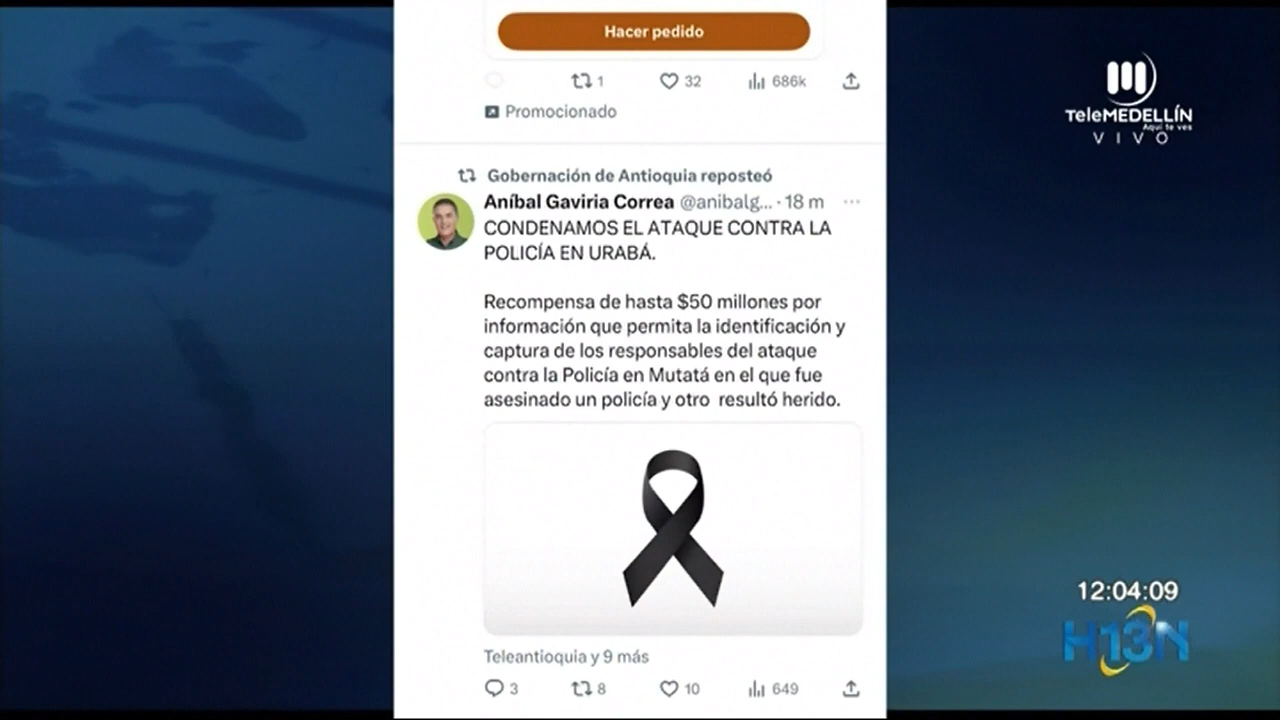 Hacer pedido
1 32 686k
Promocionado
Gobernación de Antioquia reposteó
Aníbal Gaviria Correa @anibalg... · 18 m
CONDENAMOS EL ATAQUE CONTRA LA
POLICÍA EN URABÁ.
Recompensa de hasta $50 millones por
información que permita la identificación y
captura de los responsables del ataque
contra la Policía en Mutatá en el que fue
asesinado un policía y otro resultó herido.
Teleantioquia y 9 más
3 8 10 649
TeleMEDELLÍN
Aquí te ves
VIVO
12:04:09
H13N